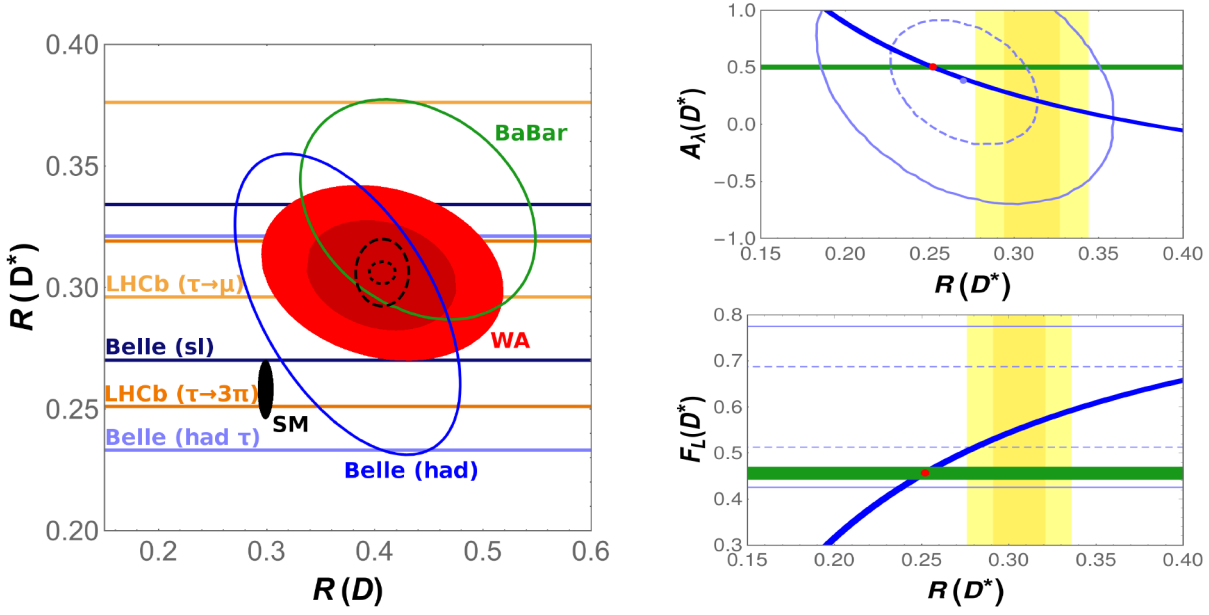 0.40
0.35
0.30
0.25
0.20
R(D*)
BaBar
LHCb (τ→μ)
WA
Belle (sl)
LHCb (τ→3π)
SM
Belle (had τ)
Belle (had)
0.2 0.3 0.4 0.5 0.6
R(D)
1.0
0.5
0.0
-0.5
-1.0
Aλ(D*)
0.15 0.20 0.25 0.30 0.35 0.40
R(D*)
0.8
0.7
0.6
0.5
0.4
0.3
FL(D*)
0.15 0.20 0.25 0.30 0.35 0.40
R(D*)